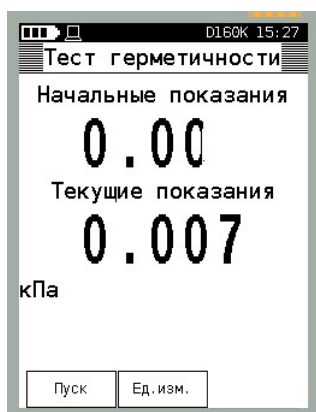 D160K 15:27
Тест герметичности
Начальные показания
0.00
Текущие показания
0.007
кПа
Пуск Ед.изм.